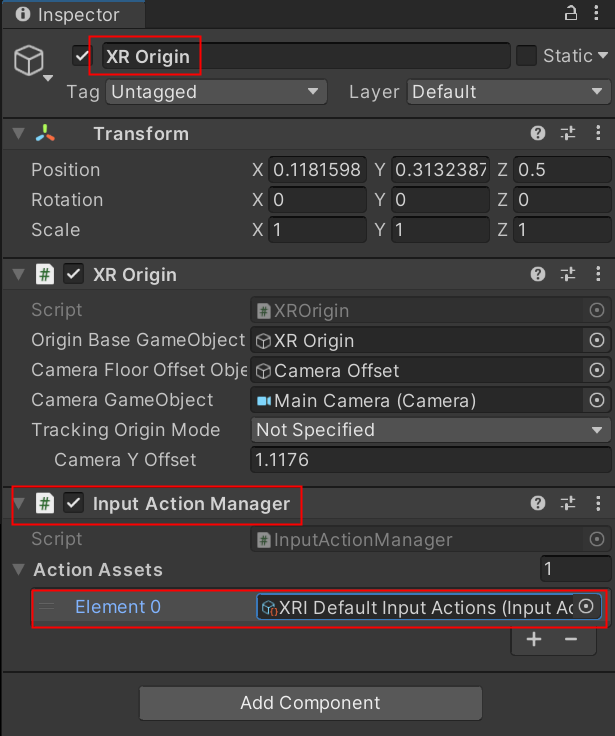 Inspector
XR Origin Static
Tag Untagged Layer Default
Transform
Position X 0.1181598 Y 0.3132387 Z 0.5
Rotation X 0 Y 0 Z 0
Scale X 1 Y 1 Z 1
# XR Origin
Script # XROrigin
Origin Base GameObject XR Origin
Camera Floor Offset Obje Camera Offset
Camera GameObject Main Camera (Camera)
Tracking Origin Mode Not Specified
Camera Y Offset 1.1176
# Input Action Manager
Script # InputActionManager
Action Assets 1
Element 0 XRI Default Input Actions (Input Ac
+ −
Add Component